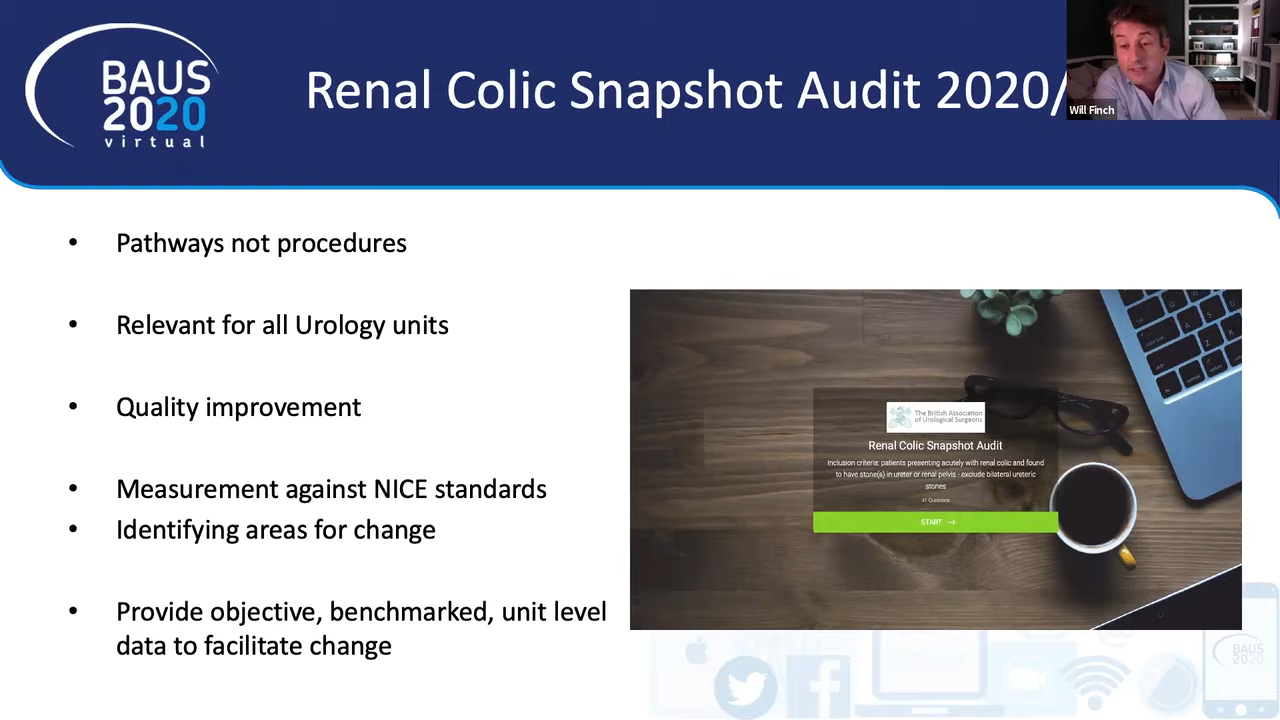 BAUS
2020
virtual
Renal Colic Snapshot Audit 2020/
Will Finch
• Pathways not procedures
• Relevant for all Urology units
• Quality improvement
• Measurement against NICE standards
• Identifying areas for change
• Provide objective, benchmarked, unit level
data to facilitate change
The British Association
of Urological Surgeons
Renal Colic Snapshot Audit
Inclusion criteria: patients presenting acutely with renal colic and found
to have stone(s) in ureter or renal pelvis - exclude bilateral ureteric
stones
START →
BAUS
2020